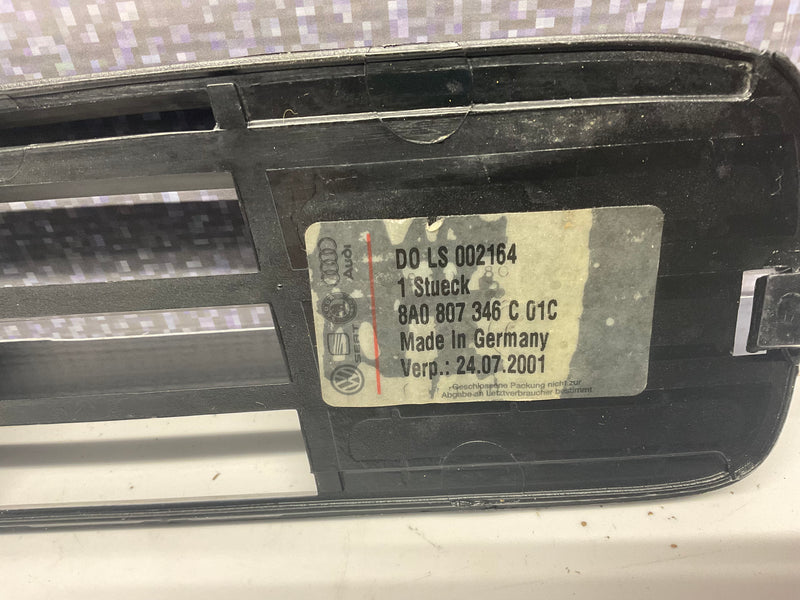 DO LS 002164
1 Stueck
8A0 807 346 C 01C
Made in Germany
Verp.: 24.07.2001
Geschlossene Packung nicht zur
Abgabe an Letztverbraucher bestimmt
Audi
SEAT